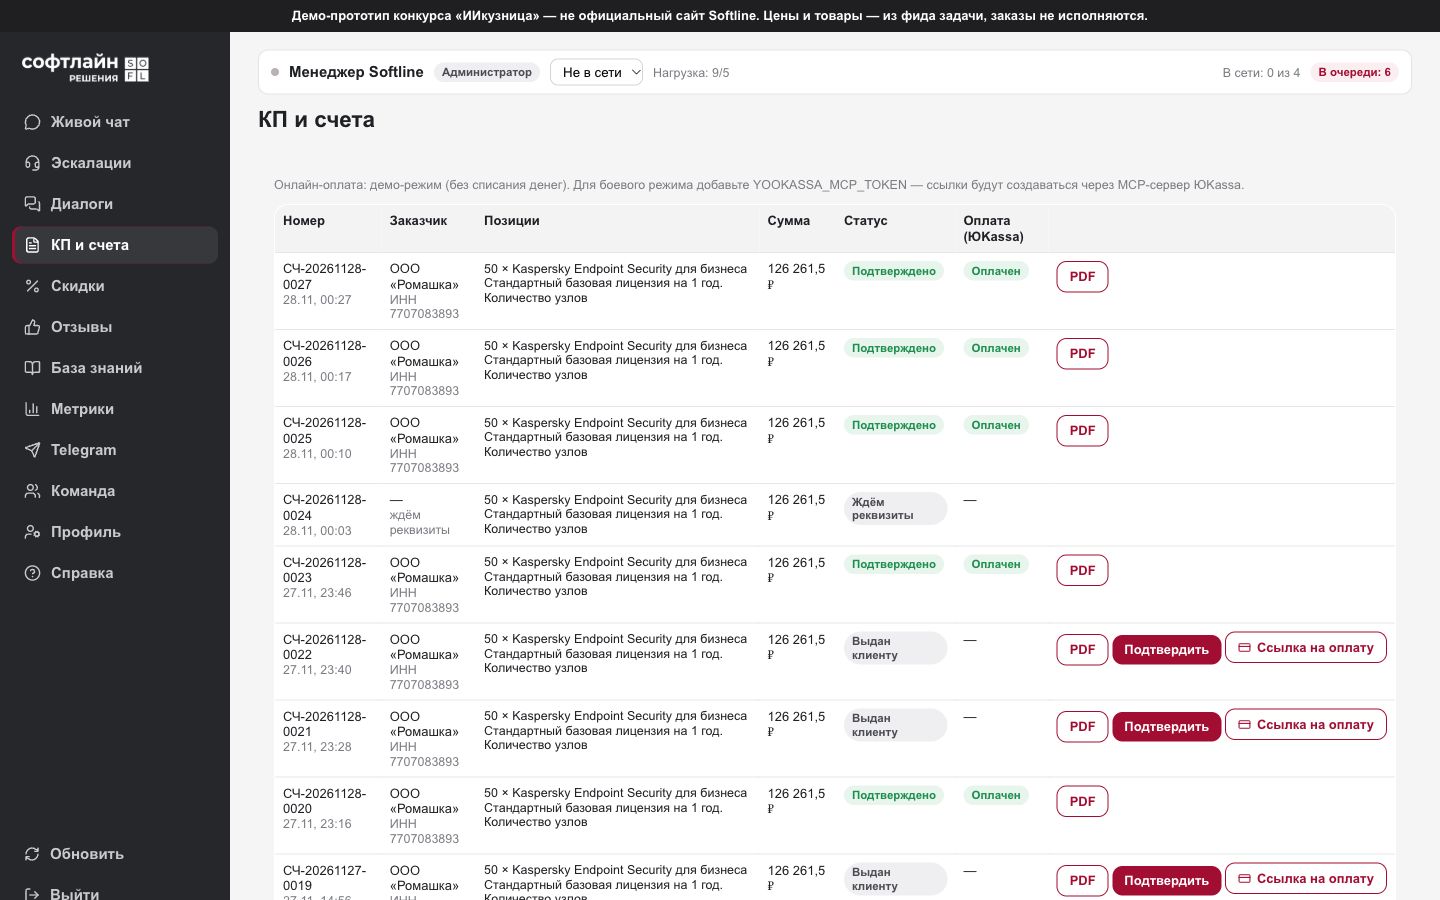 Демо-прототип конкурса «ИИкузница» — не официальный сайт Softline. Цены и товары — из фида задачи, заказы не исполняются.
софтлайн
РЕШЕНИЯ
SO
FL
Живой чат
Эскалации
Диалоги
КП и счета
Скидки
Отзывы
База знаний
Метрики
Telegram
Команда
Профиль
Справка
Обновить
Выйти
Менеджер Softline Администратор Не в сети Нагрузка: 9/5 В сети: 0 из 4 В очереди: 6
КП и счета
Онлайн-оплата: демо-режим (без списания денег). Для боевого режима добавьте YOOKASSA_MCP_TOKEN — ссылки будут создаваться через MCP-сервер ЮKassa.
Номер Заказчик Позиции Сумма Статус Оплата (ЮKassa)
СЧ-20261128-0027
28.11, 00:27
ООО «Ромашка»
ИНН 7707083893
50 × Kaspersky Endpoint Security для бизнеса
Стандартный базовая лицензия на 1 год.
Количество узлов
126 261,5 ₽
Подтверждено
Оплачен
PDF
СЧ-20261128-0026
28.11, 00:17
ООО «Ромашка»
ИНН 7707083893
50 × Kaspersky Endpoint Security для бизнеса
Стандартный базовая лицензия на 1 год.
Количество узлов
126 261,5 ₽
Подтверждено
Оплачен
PDF
СЧ-20261128-0025
28.11, 00:10
ООО «Ромашка»
ИНН 7707083893
50 × Kaspersky Endpoint Security для бизнеса
Стандартный базовая лицензия на 1 год.
Количество узлов
126 261,5 ₽
Подтверждено
Оплачен
PDF
СЧ-20261128-0024
28.11, 00:03
—
ждём реквизиты
50 × Kaspersky Endpoint Security для бизнеса
Стандартный базовая лицензия на 1 год.
Количество узлов
126 261,5 ₽
Ждём реквизиты
—
СЧ-20261128-0023
27.11, 23:46
ООО «Ромашка»
ИНН 7707083893
50 × Kaspersky Endpoint Security для бизнеса
Стандартный базовая лицензия на 1 год.
Количество узлов
126 261,5 ₽
Подтверждено
Оплачен
PDF
СЧ-20261128-0022
27.11, 23:40
ООО «Ромашка»
ИНН 7707083893
50 × Kaspersky Endpoint Security для бизнеса
Стандартный базовая лицензия на 1 год.
Количество узлов
126 261,5 ₽
Выдан клиенту
—
PDF Подтвердить Ссылка на оплату
СЧ-20261128-0021
27.11, 23:28
ООО «Ромашка»
ИНН 7707083893
50 × Kaspersky Endpoint Security для бизнеса
Стандартный базовая лицензия на 1 год.
Количество узлов
126 261,5 ₽
Выдан клиенту
—
PDF Подтвердить Ссылка на оплату
СЧ-20261128-0020
27.11, 23:16
ООО «Ромашка»
ИНН 7707083893
50 × Kaspersky Endpoint Security для бизнеса
Стандартный базовая лицензия на 1 год.
Количество узлов
126 261,5 ₽
Подтверждено
Оплачен
PDF
СЧ-20261127-0019
27.11, 14:56
ООО «Ромашка»
50 × Kaspersky Endpoint Security для бизнеса
Стандартный базовая лицензия на 1 год.
Количество узлов
126 261,5 ₽
Выдан клиенту
—
PDF Подтвердить Ссылка на оплату